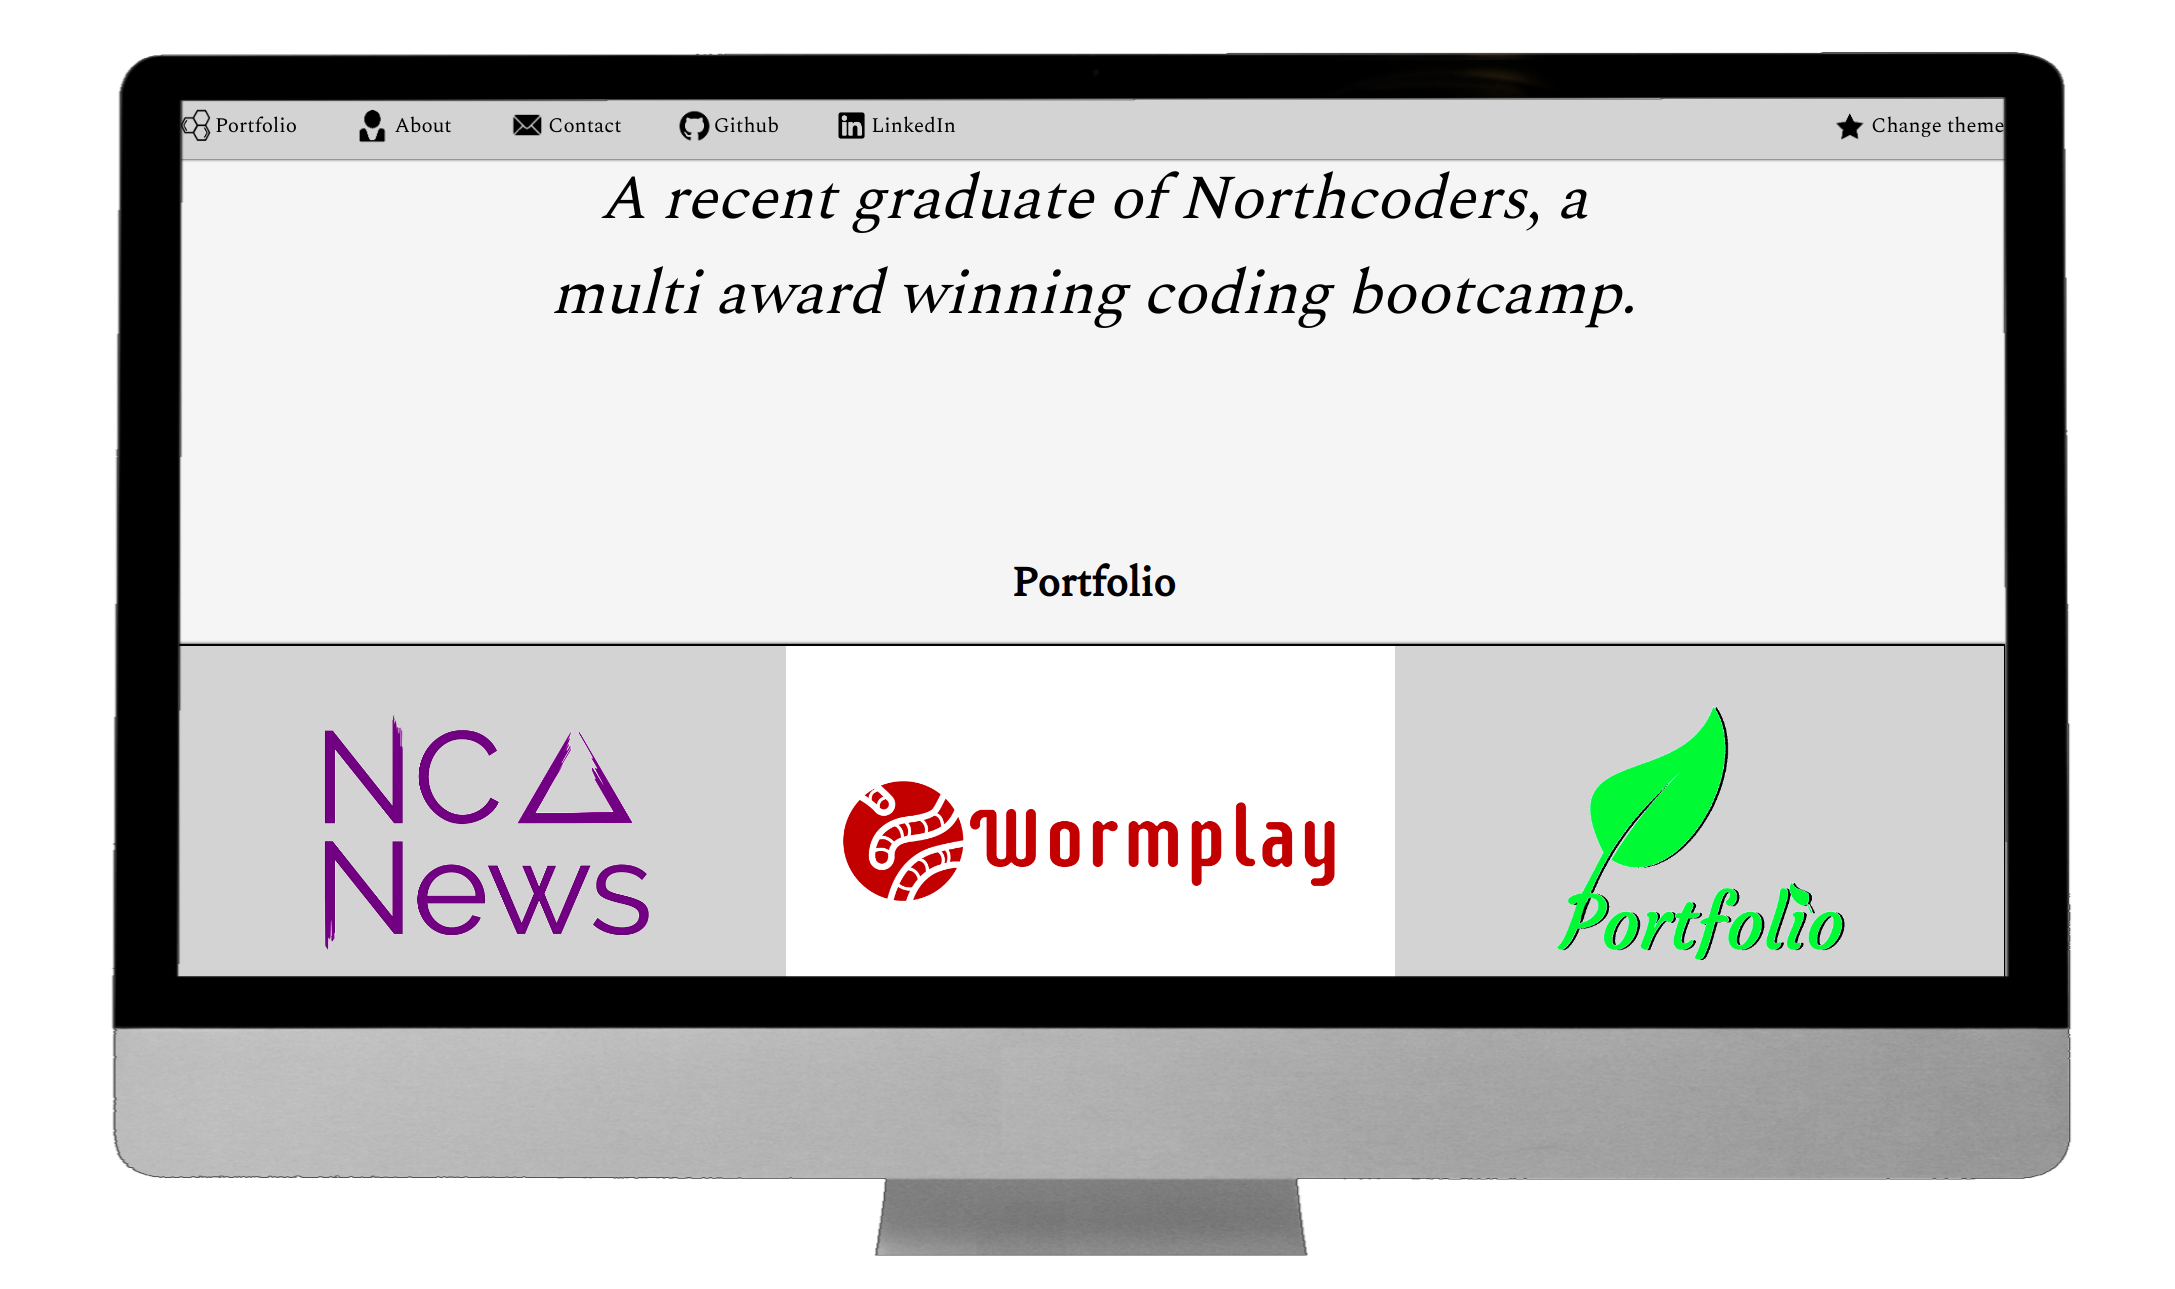 Portfolio About Contact Github LinkedIn Change theme
A recent graduate of Northcoders, a
multi award winning coding bootcamp.
Portfolio
NC
News
Wormplay
Portfolio